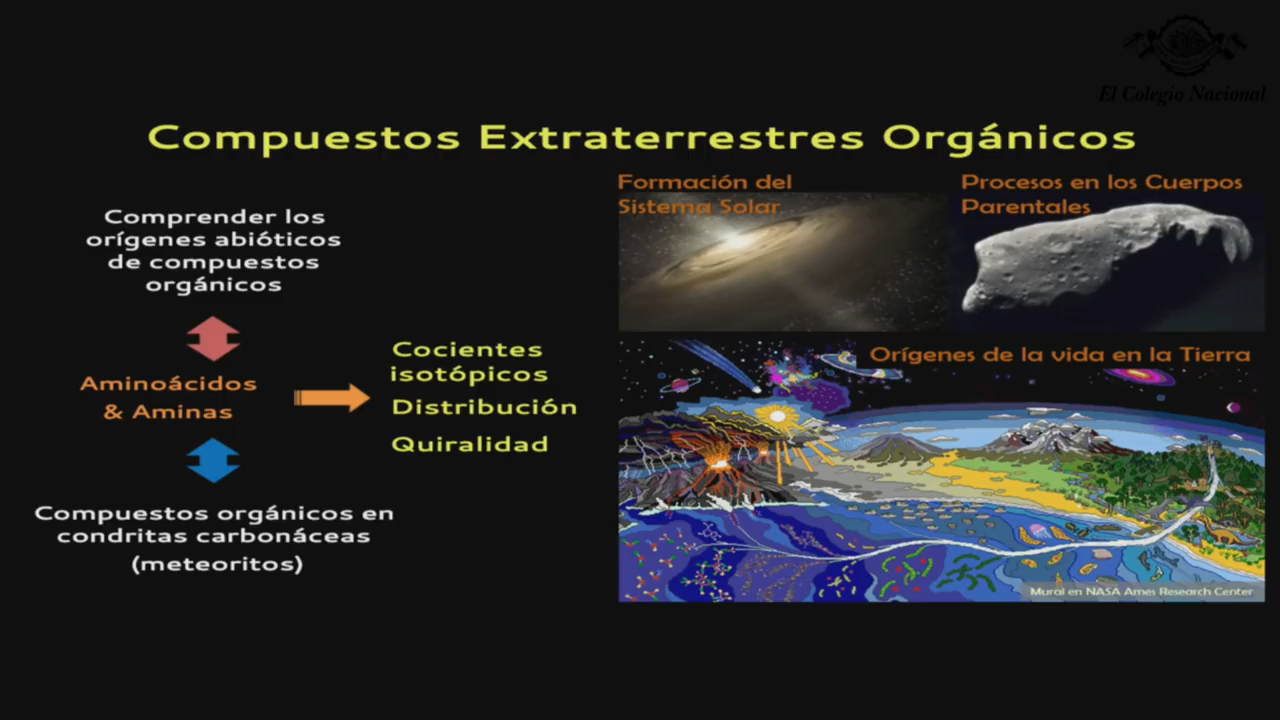 El Colegio Nacional
Compuestos Extraterrestres Orgánicos
Comprender los
orígenes abióticos
de compuestos
orgánicos
Aminoácidos
& Aminas
Compuestos orgánicos en
condritas carbonáceas
(meteoritos)
Cocientes
isotópicos
Distribución
Quiralidad
Formación del
Sistema Solar
Procesos en los Cuerpos
Parentales
Orígenes de la vida en la Tierra
Mural en NASA Ames Research Center